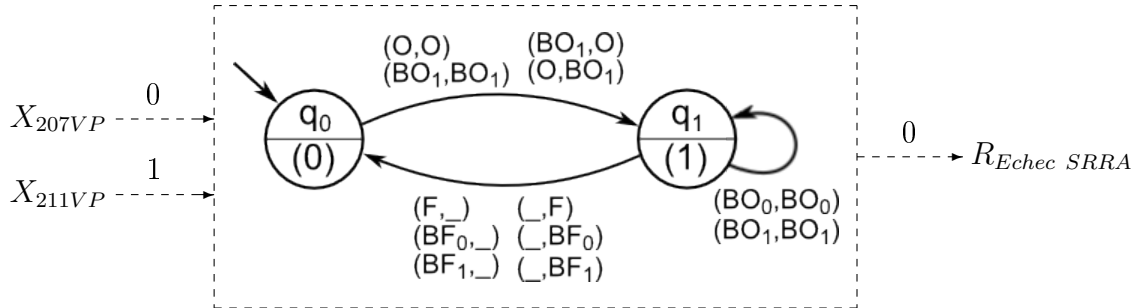 (O,O) (BO₁,O)
(BO₁,BO₁) (O,BO₁)
X₂₀₇VP 0
q₀ q₁
(0) (1)
0 R_Echec SRRA
X₂₁₁VP 1
(BO₀,BO₀)
(BO₁,BO₁)
(F,_) (_,F)
(BF₀,_) (_,BF₀)
(BF₁,_) (_,BF₁)